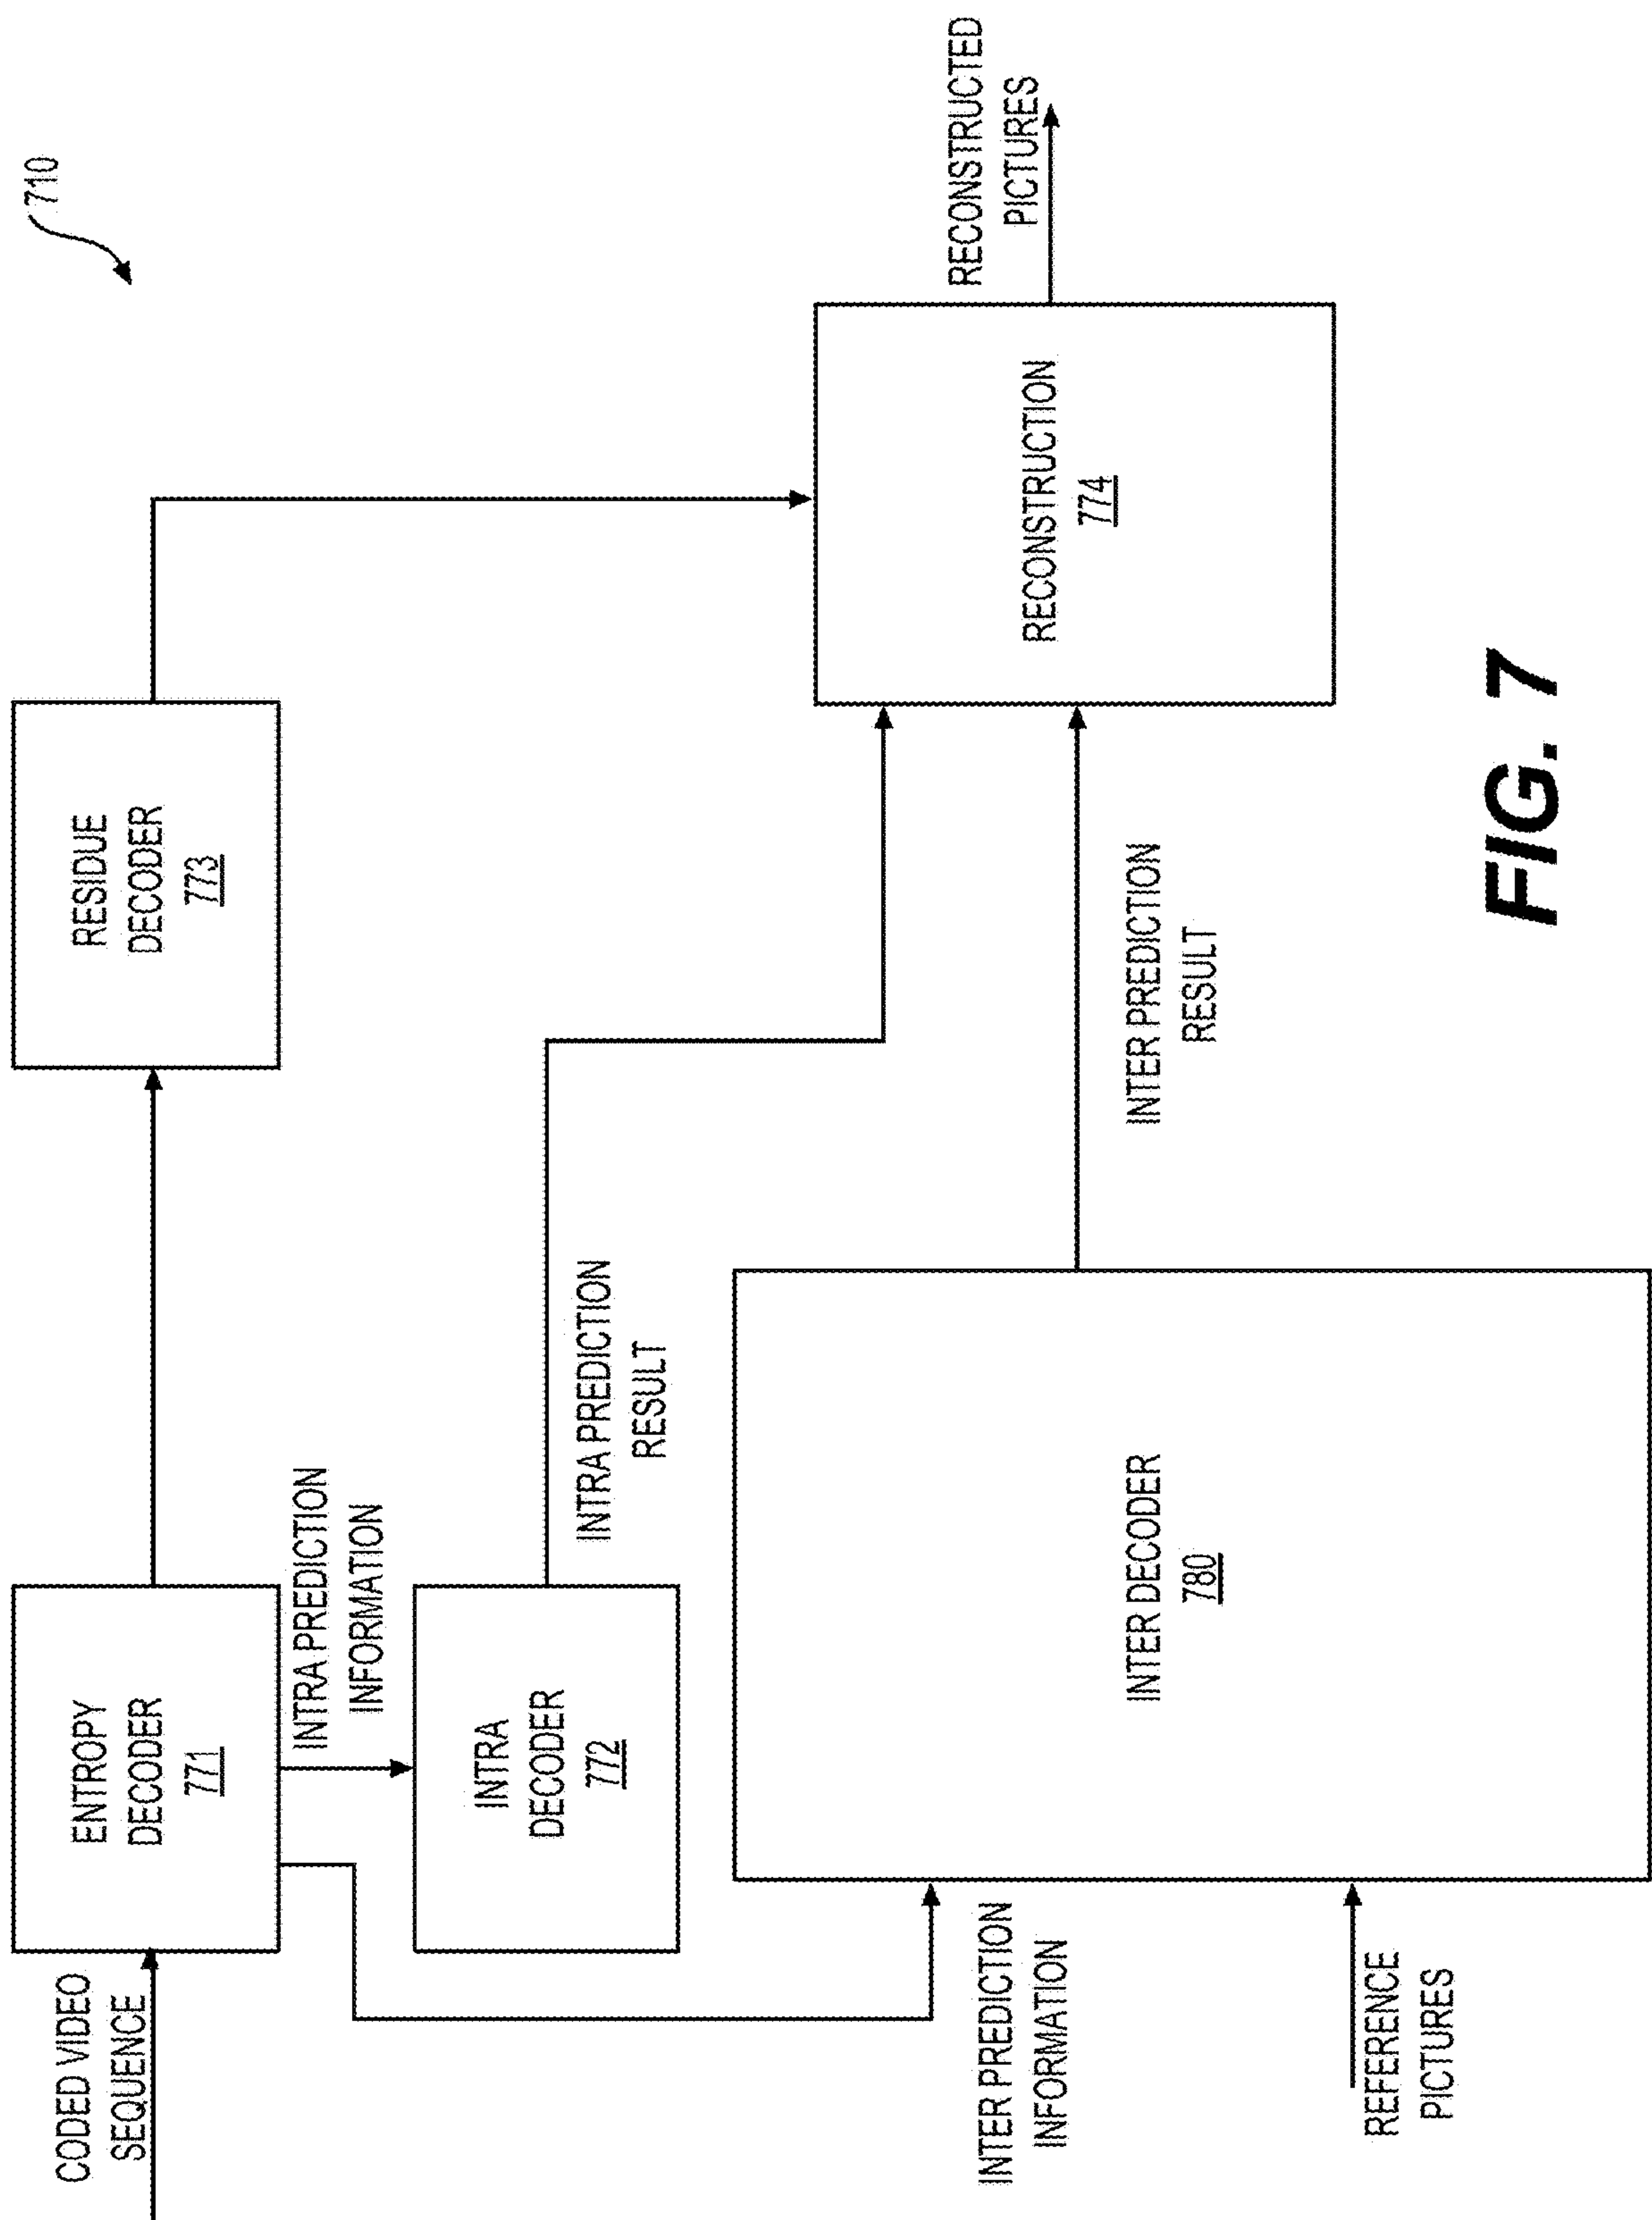 710
CODED VIDEO
SEQUENCE
ENTROPY
DECODER
771
RESIDUE
DECODER
773
INTRA PREDICTION
INFORMATION
INTRA
DECODER
772
INTRA PREDICTION
RESULT
RECONSTRUCTED
PICTURES
RECONSTRUCTION
774
INTER PREDICTION
INFORMATION
INTER DECODER
780
INTER PREDICTION
RESULT
REFERENCE
PICTURES
FIG. 7